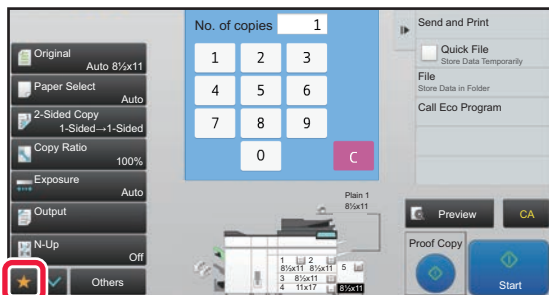 Original
Auto 8½x11
Paper Select
Auto
2-Sided Copy
1-Sided→1-Sided
Copy Ratio
100%
Exposure
Auto
Output
N-Up
Off
Others
No. of copies 1
1 2 3
4 5 6
7 8 9
0 C
Plain 1
8½x11
1 2
8½x11 8½x11 5
3 8½x11
4 11x17 8½x11
Send and Print
Quick File
Store Data Temporarily
File
Store Data in Folder
Call Eco Program
Preview CA
Proof Copy
Start